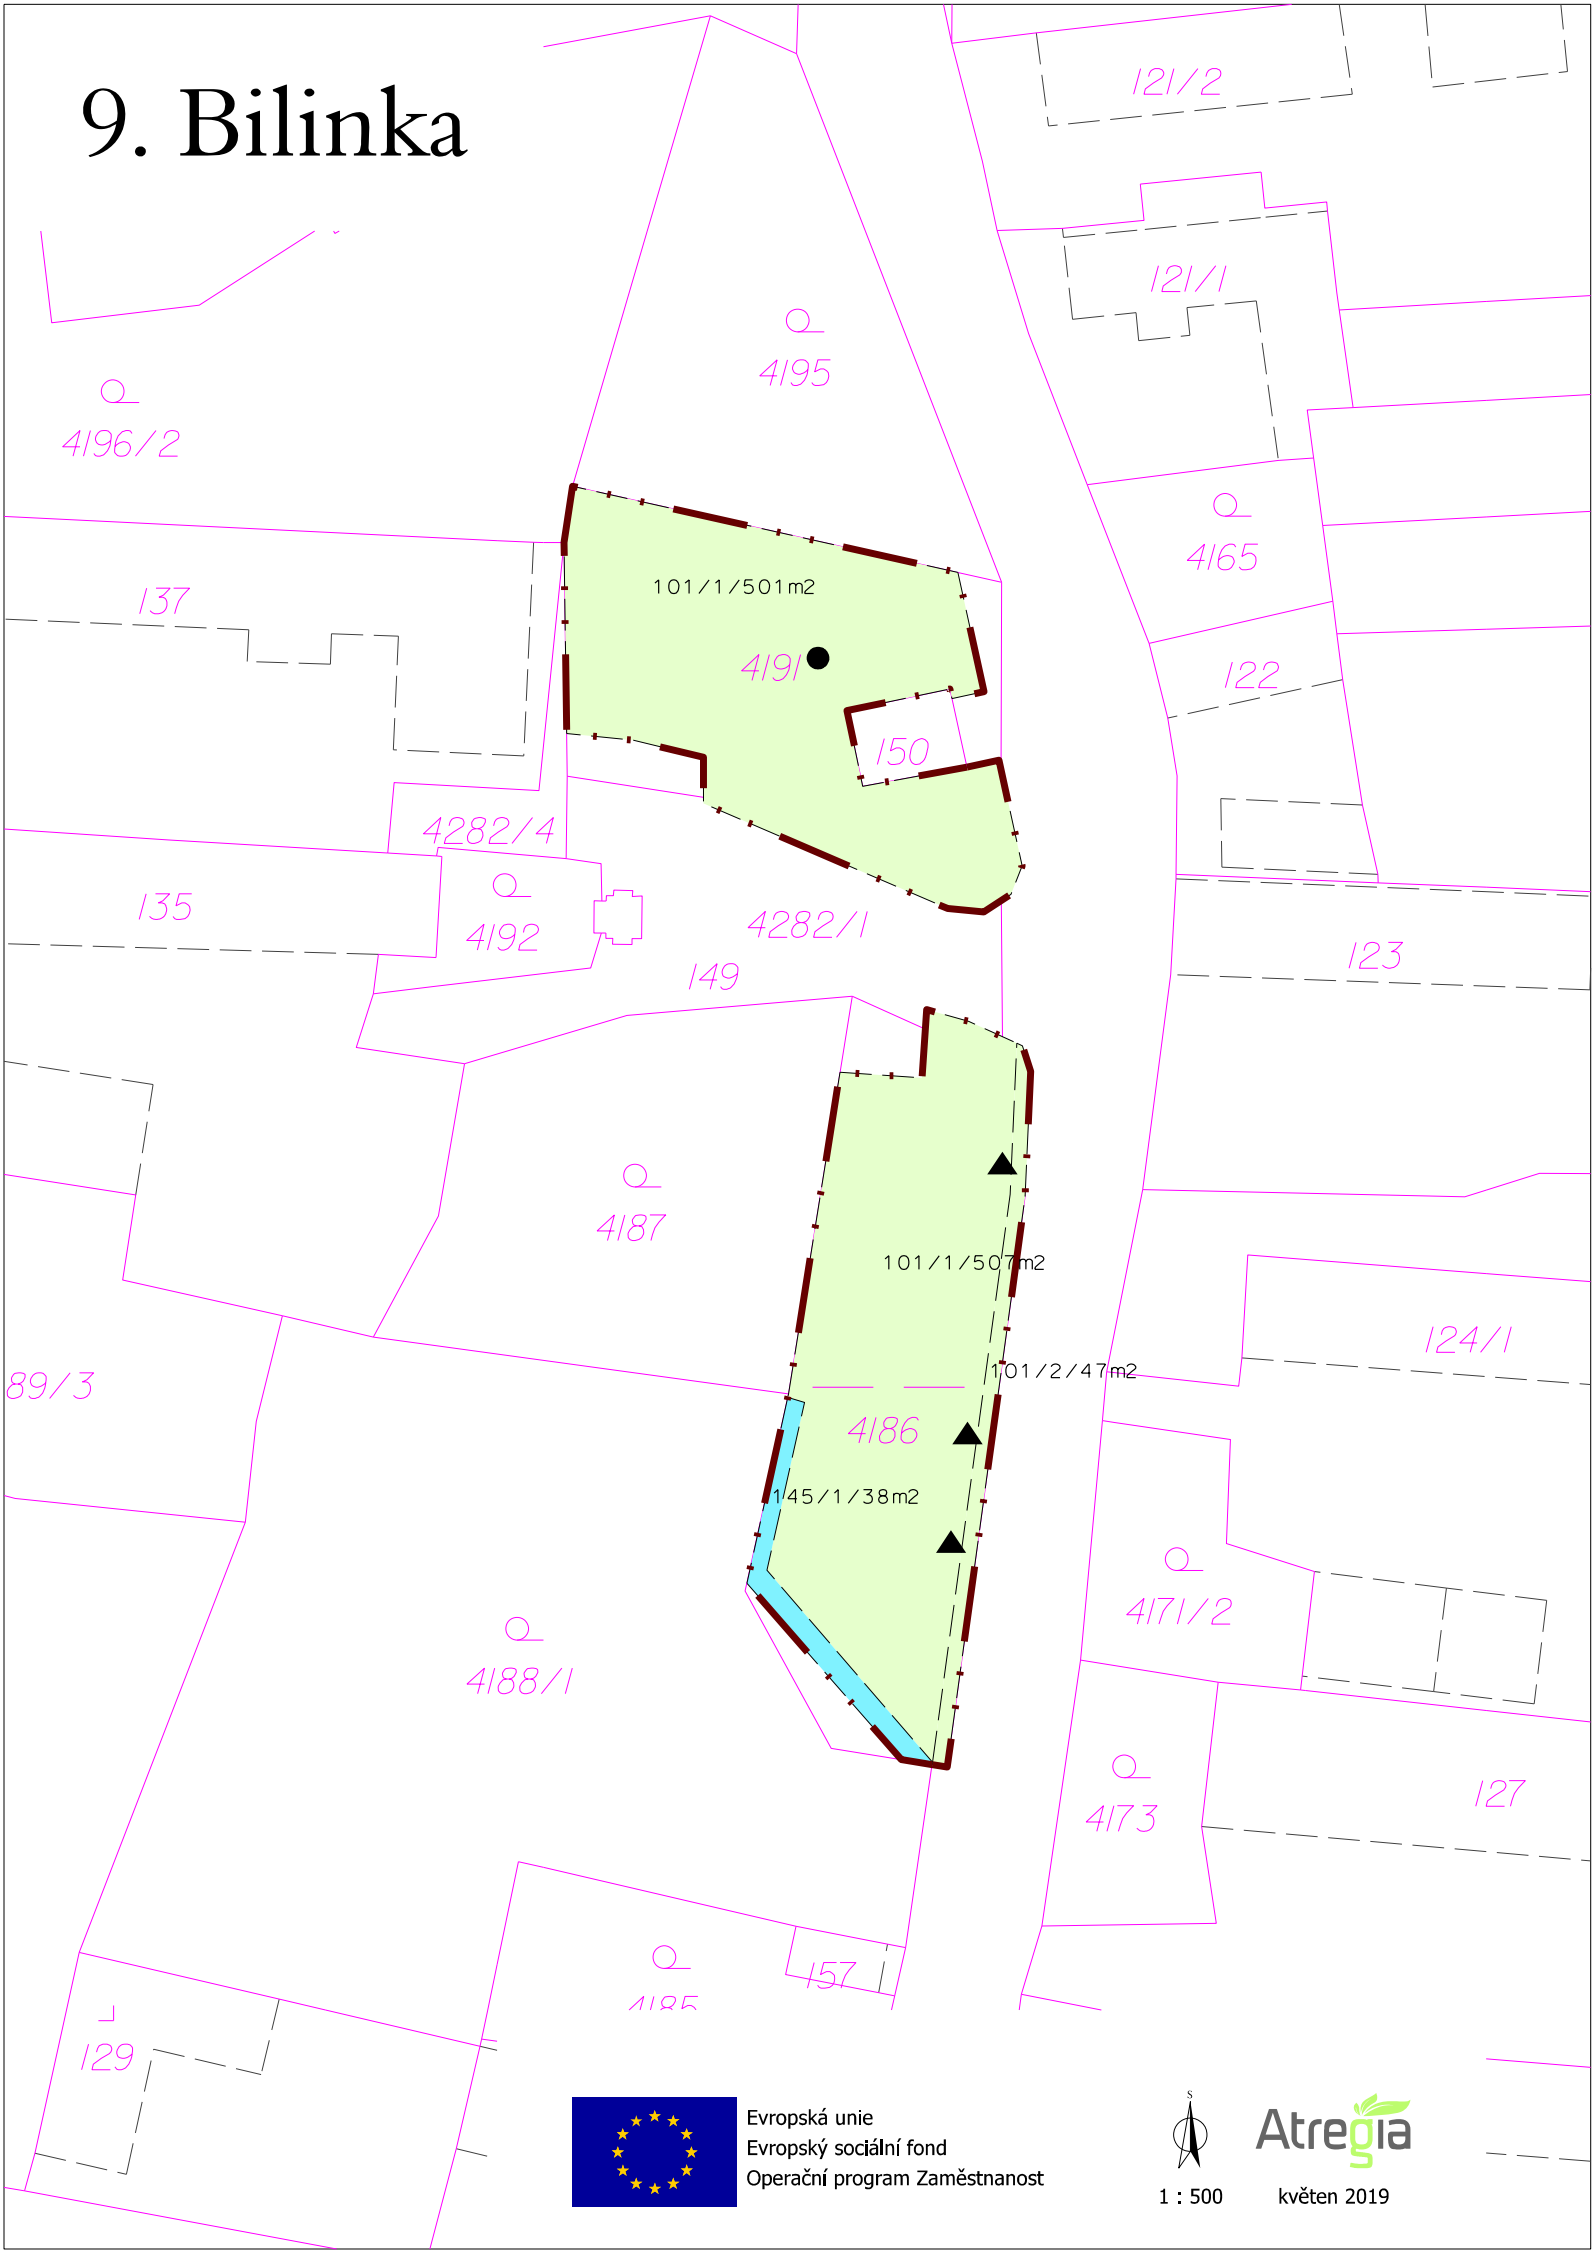 9. Bilinka
121/2
121/1
4195
4196/2
4165
101/1/501m2
137
4191
122
150
4282/4
135
4192
4282/1
123
149
4187
101/1/507m2
124/1
101/2/47m2
89/3
4186
145/1/38m2
4171/2
4188/1
127
4173
157
4185
129
S
Evropská unie
Evropský sociální fond
Operační program Zaměstnanost
Atregia
1 : 500
květen 2019